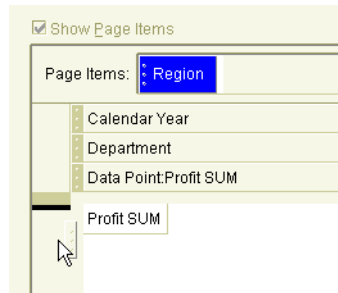 Show Page Items
Page Items: Region
Calendar Year
Department
Data Point:Profit SUM
Profit SUM